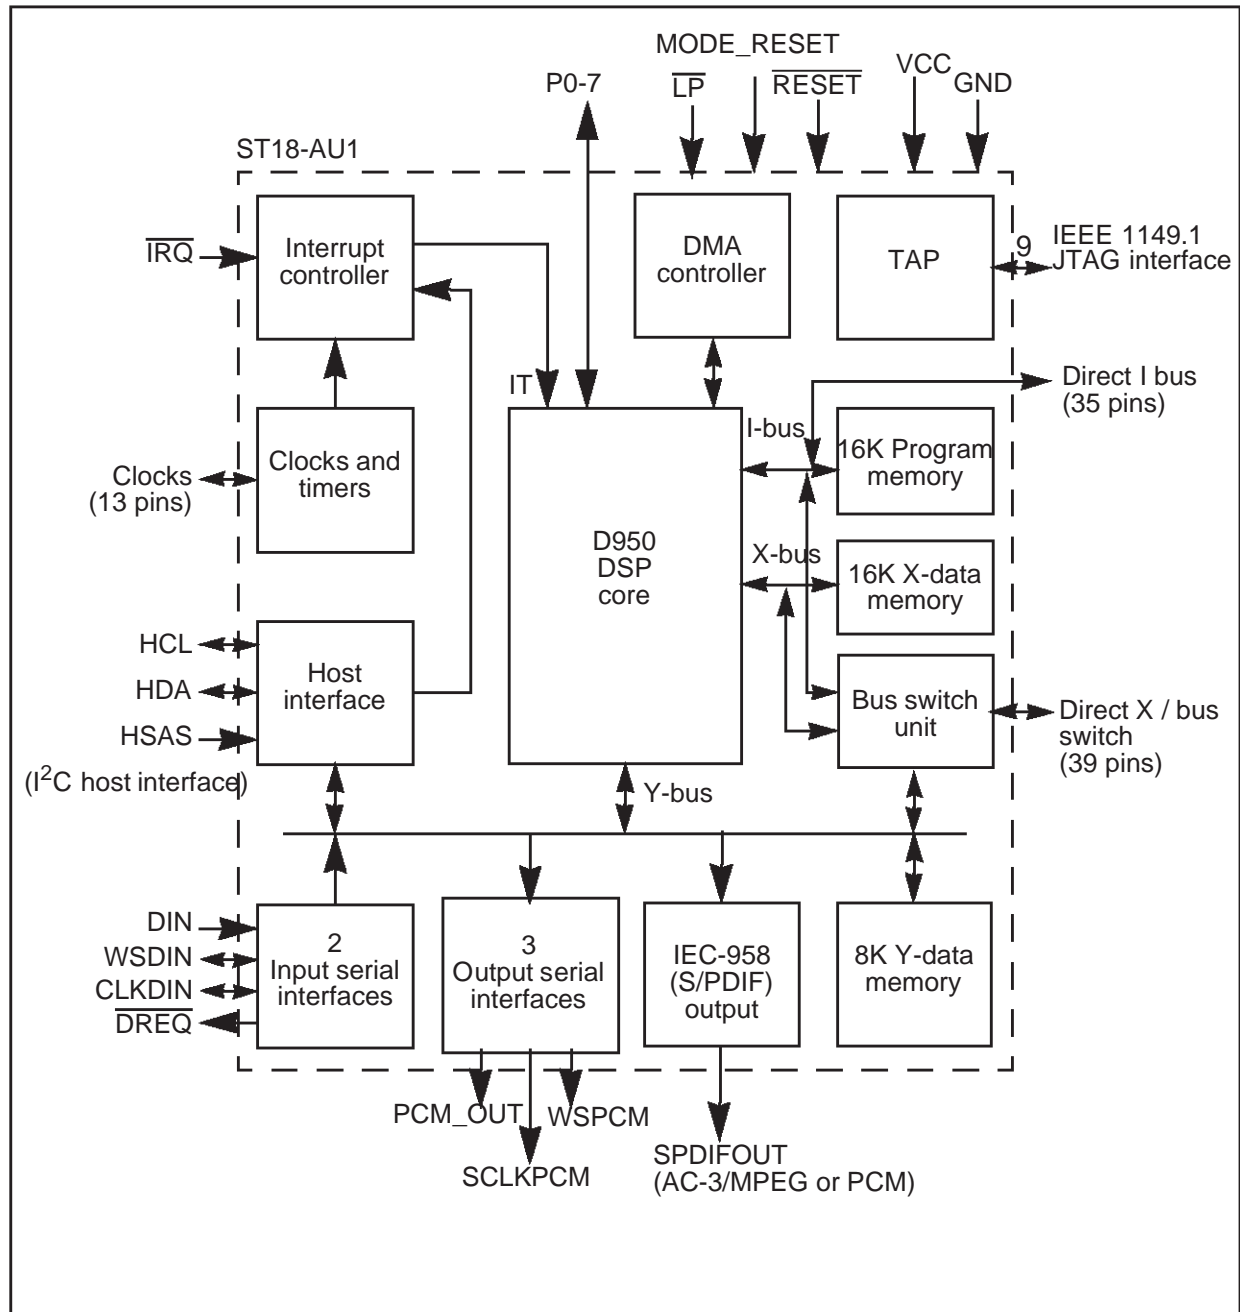 MODE_RESET
P0-7
LP
RESET
VCC
GND
ST18-AU1
IRQ
Interrupt
controller
DMA
controller
TAP
9
IEEE 1149.1
JTAG interface
IT
Direct I bus
(35 pins)
I-bus
16K Program
memory
Clocks
(13 pins)
Clocks and
timers
D950
DSP
core
X-bus
16K X-data
memory
HCL
HDA
HSAS
(I²C host interface)
Host
interface
Bus switch
unit
Direct X / bus
switch
(39 pins)
Y-bus
DIN
WSDIN
CLKDIN
DREQ
2
Input serial
interfaces
3
Output serial
interfaces
IEC-958
(S/PDIF)
output
8K Y-data
memory
PCM_OUT
WSPCM
SCLKPCM
SPDIFOUT
(AC-3/MPEG or PCM)